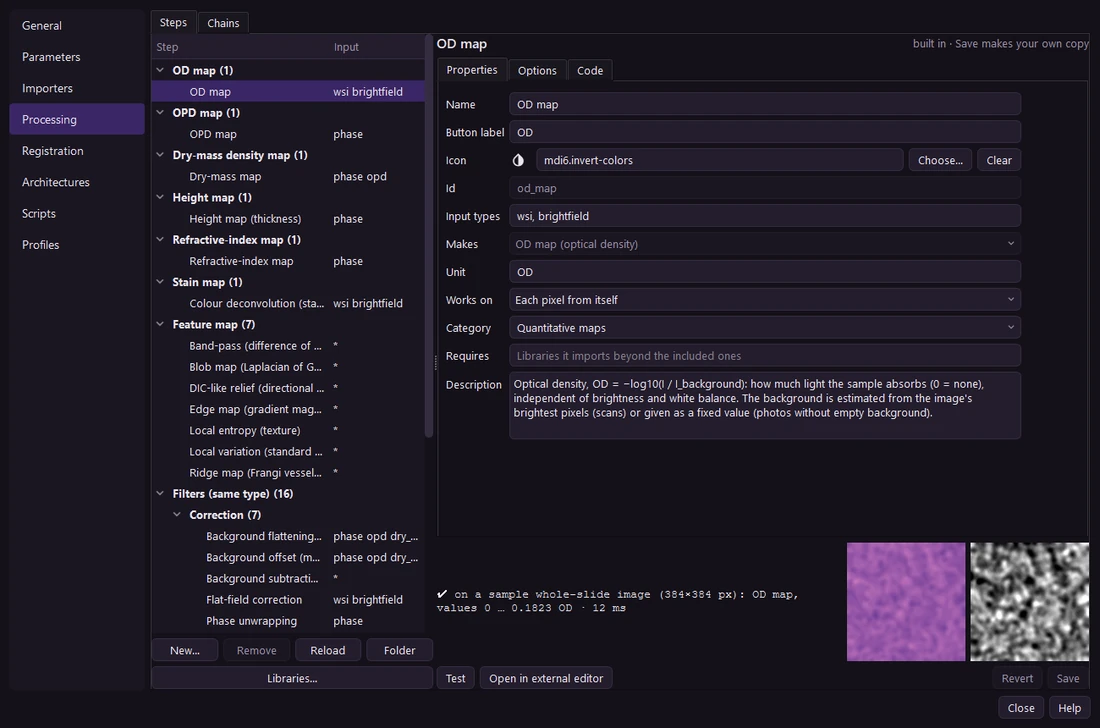 General
Parameters
Importers
Processing
Registration
Architectures
Scripts
Profiles
Steps
Chains
Step Input
OD map (1)
OD map wsi brightfield
OPD map (1)
OPD map phase
Dry-mass density map (1)
Dry-mass map phase opd
Height map (1)
Height map (thickness) phase
Refractive-index map (1)
Refractive-index map phase
Stain map (1)
Colour deconvolution (sta... wsi brightfield
Feature map (7)
Band-pass (difference of ... *
Blob map (Laplacian of G... *
DIC-like relief (directional ... *
Edge map (gradient mag... *
Local entropy (texture) *
Local variation (standard ... *
Ridge map (Frangi vessel... *
Filters (same type) (16)
Correction (7)
Background flattening... phase opd dry_...
Background offset (m... phase opd dry_...
Background subtracti... *
Flat-field correction wsi brightfield
Phase unwrapping phase
New... Remove Reload Folder
Libraries...
OD map
built in · Save makes your own copy
Properties Options Code
Name OD map
Button label OD
Icon mdi6.invert-colors Choose... Clear
Id od_map
Input types wsi, brightfield
Makes OD map (optical density)
Unit OD
Works on Each pixel from itself
Category Quantitative maps
Requires Libraries it imports beyond the included ones
Description Optical density, OD = −log10(I / I_background): how much light the sample absorbs (0 = none),
independent of brightness and white balance. The background is estimated from the image's
brightest pixels (scans) or given as a fixed value (photos without empty background).
✔ on a sample whole-slide image (384×384 px): OD map,
values 0 … 0.1823 OD · 12 ms
Test Open in external editor Revert Save
Close Help